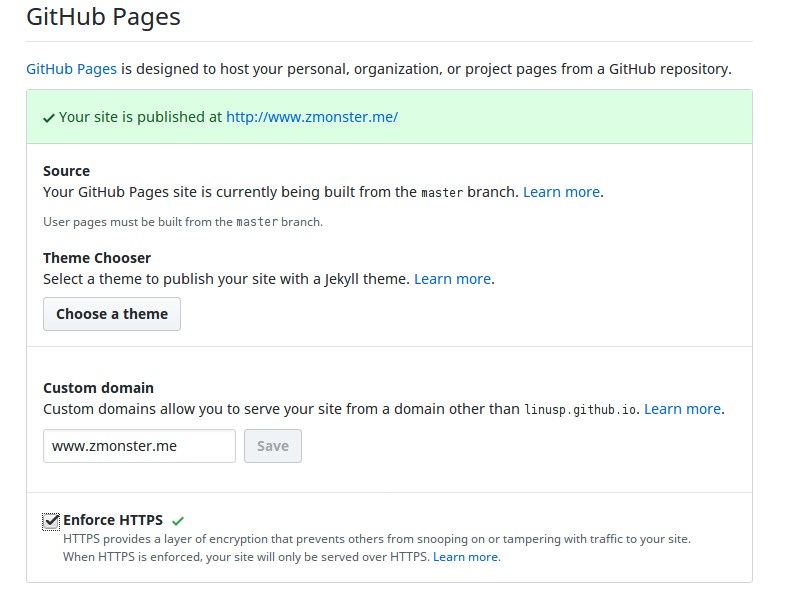 GitHub Pages
GitHub Pages is designed to host your personal, organization, or project pages from a GitHub repository.
Your site is published at http://www.zmonster.me/
Source
Your GitHub Pages site is currently being built from the master branch. Learn more.
User pages must be built from the master branch.
Theme Chooser
Select a theme to publish your site with a Jekyll theme. Learn more.
Choose a theme
Custom domain
Custom domains allow you to serve your site from a domain other than linusp.github.io. Learn more.
www.zmonster.me Save
Enforce HTTPS
HTTPS provides a layer of encryption that prevents others from snooping on or tampering with traffic to your site.
When HTTPS is enforced, your site will only be served over HTTPS. Learn more.